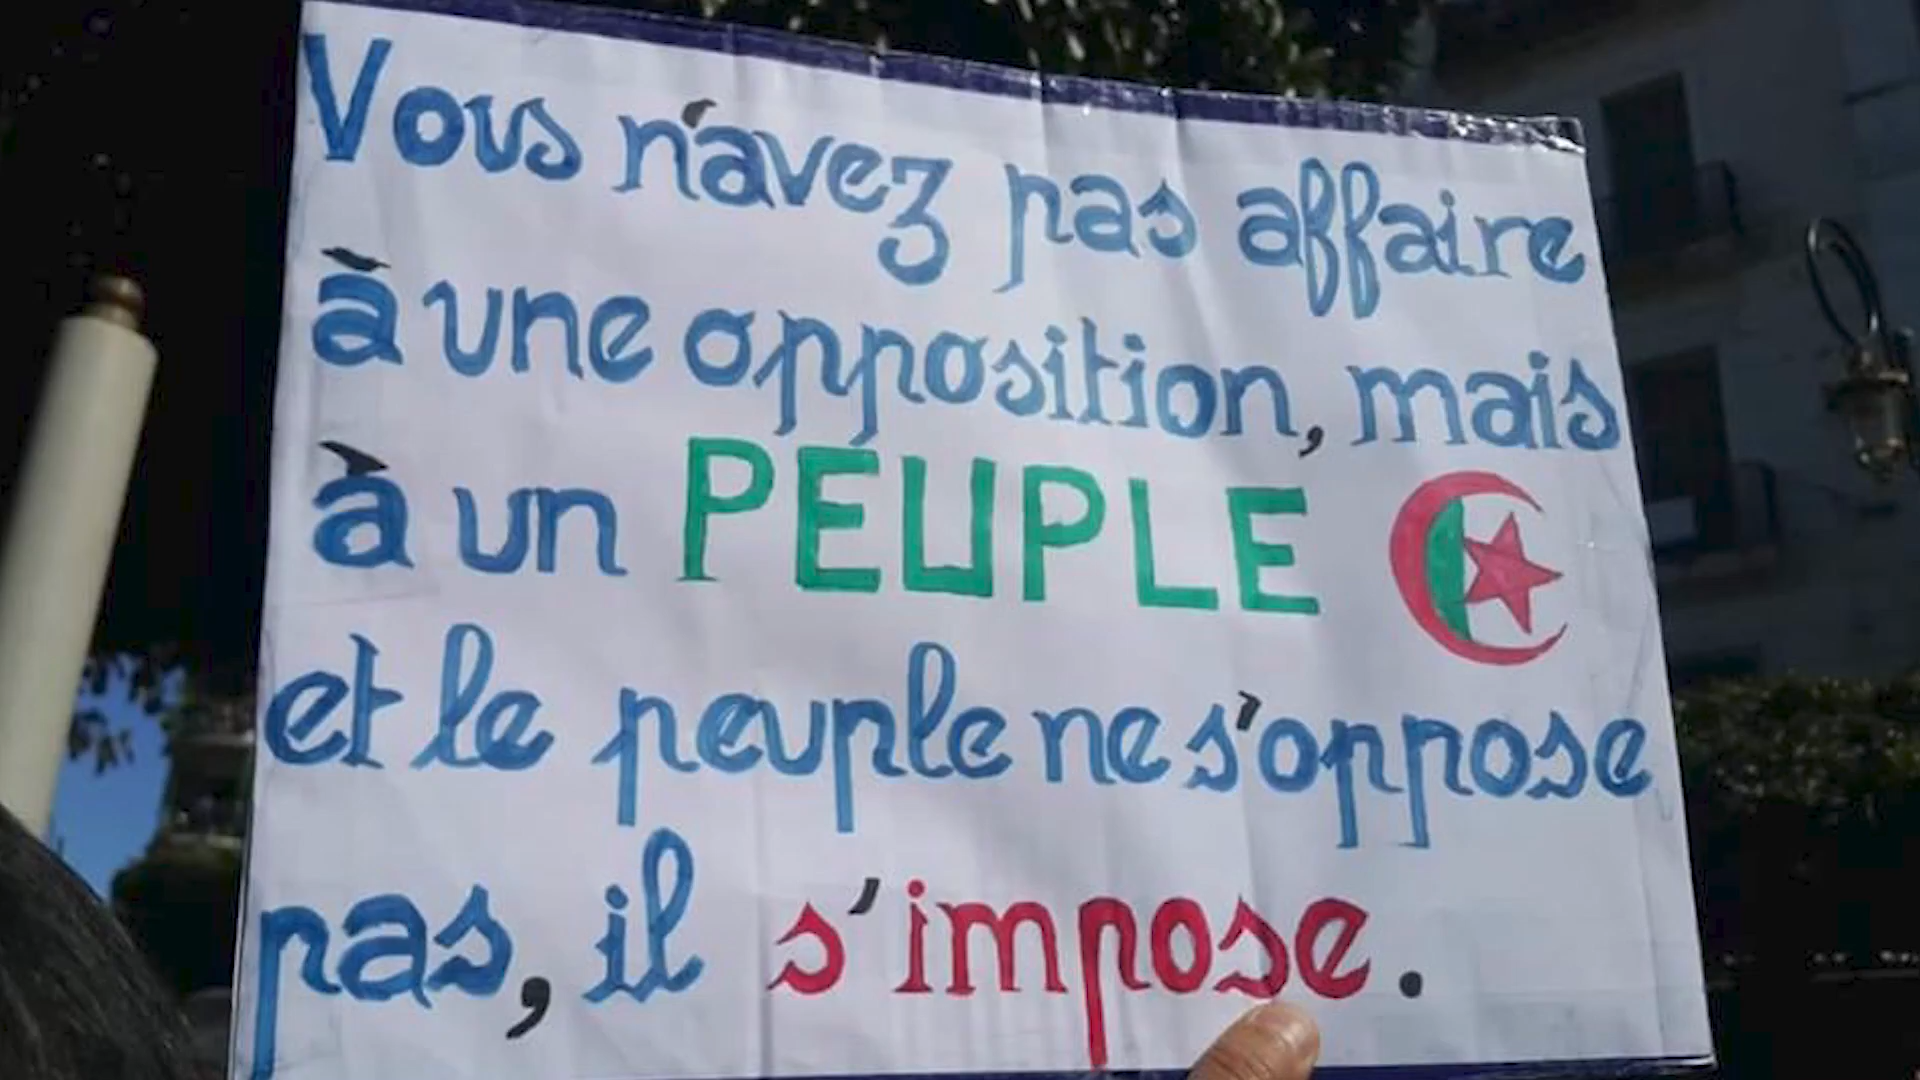 Vous n'avez pas affaire
à une opposition, mais
à un PEUPLE
et le peuple ne s'oppose
pas, il s'impose.